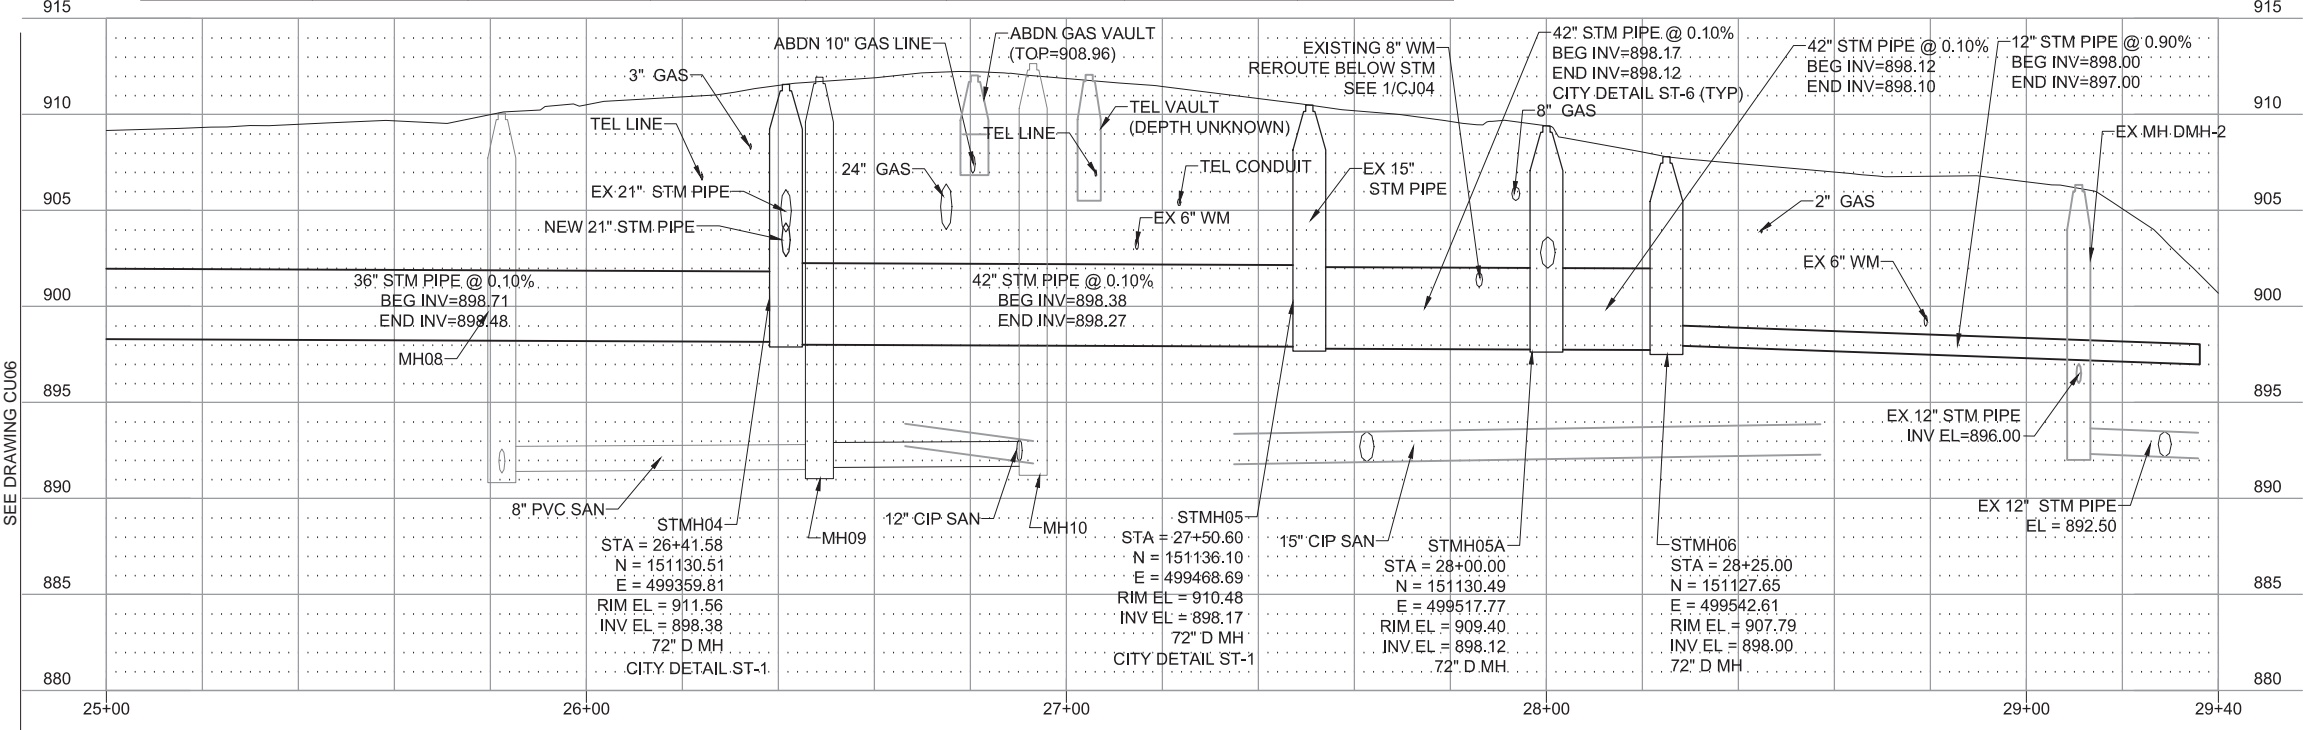 915
915
910
910
905
905
900
900
895
895
890
890
885
885
880
880
SEE DRAWING CU06
3" GAS
TEL LINE
EX 21" STM PIPE
NEW 21" STM PIPE
ABDN 10" GAS LINE
ABDN GAS VAULT
(TOP=908.96)
24" GAS
TEL LINE
TEL VAULT
(DEPTH UNKNOWN)
TEL CONDUIT
EX 6" WM
EXISTING 8" WM
REROUTE BELOW STM
SEE 1/CJ04
EX 15"
STM PIPE
42" STM PIPE @ 0.10%
BEG INV=898.17
END INV=898.12
CITY DETAIL ST-6 (TYP)
8" GAS
42" STM PIPE @ 0.10%
BEG INV=898.12
END INV=898.10
12" STM PIPE @ 0.90%
BEG INV=898.00
END INV=897.00
EX MH DMH-2
2" GAS
EX 6" WM
36" STM PIPE @ 0.10%
BEG INV=898.71
END INV=898.48
MH08
42" STM PIPE @ 0.10%
BEG INV=898.38
END INV=898.27
EX 12" STM PIPE
INV EL=896.00
EX 12" STM PIPE
EL = 892.50
8" PVC SAN
STMH04
STA = 26+41.58
N = 151130.51
E = 499359.81
RIM EL = 911.56
INV EL = 898.38
72" D MH
CITY DETAIL ST-1
MH09
12" CIP SAN
MH10
STMH05
STA = 27+50.60
N = 151136.10
E = 499468.69
RIM EL = 910.48
INV EL = 898.17
72" D MH
CITY DETAIL ST-1
15" CIP SAN
STMH05A
STA = 28+00.00
N = 151130.49
E = 499517.77
RIM EL = 909.40
INV EL = 898.12
72" D MH
STMH06
STA = 28+25.00
N = 151127.65
E = 499542.61
RIM EL = 907.79
INV EL = 898.00
72" D MH
25+00
26+00
27+00
28+00
29+00
29+40